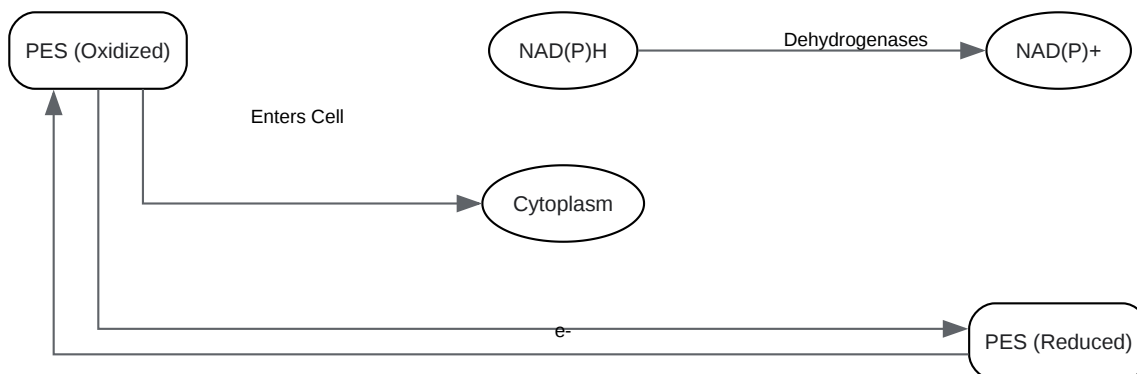 PES (Oxidized)
NAD(P)H
Dehydrogenases
NAD(P)+
Enters Cell
Cytoplasm
e-
PES (Reduced)